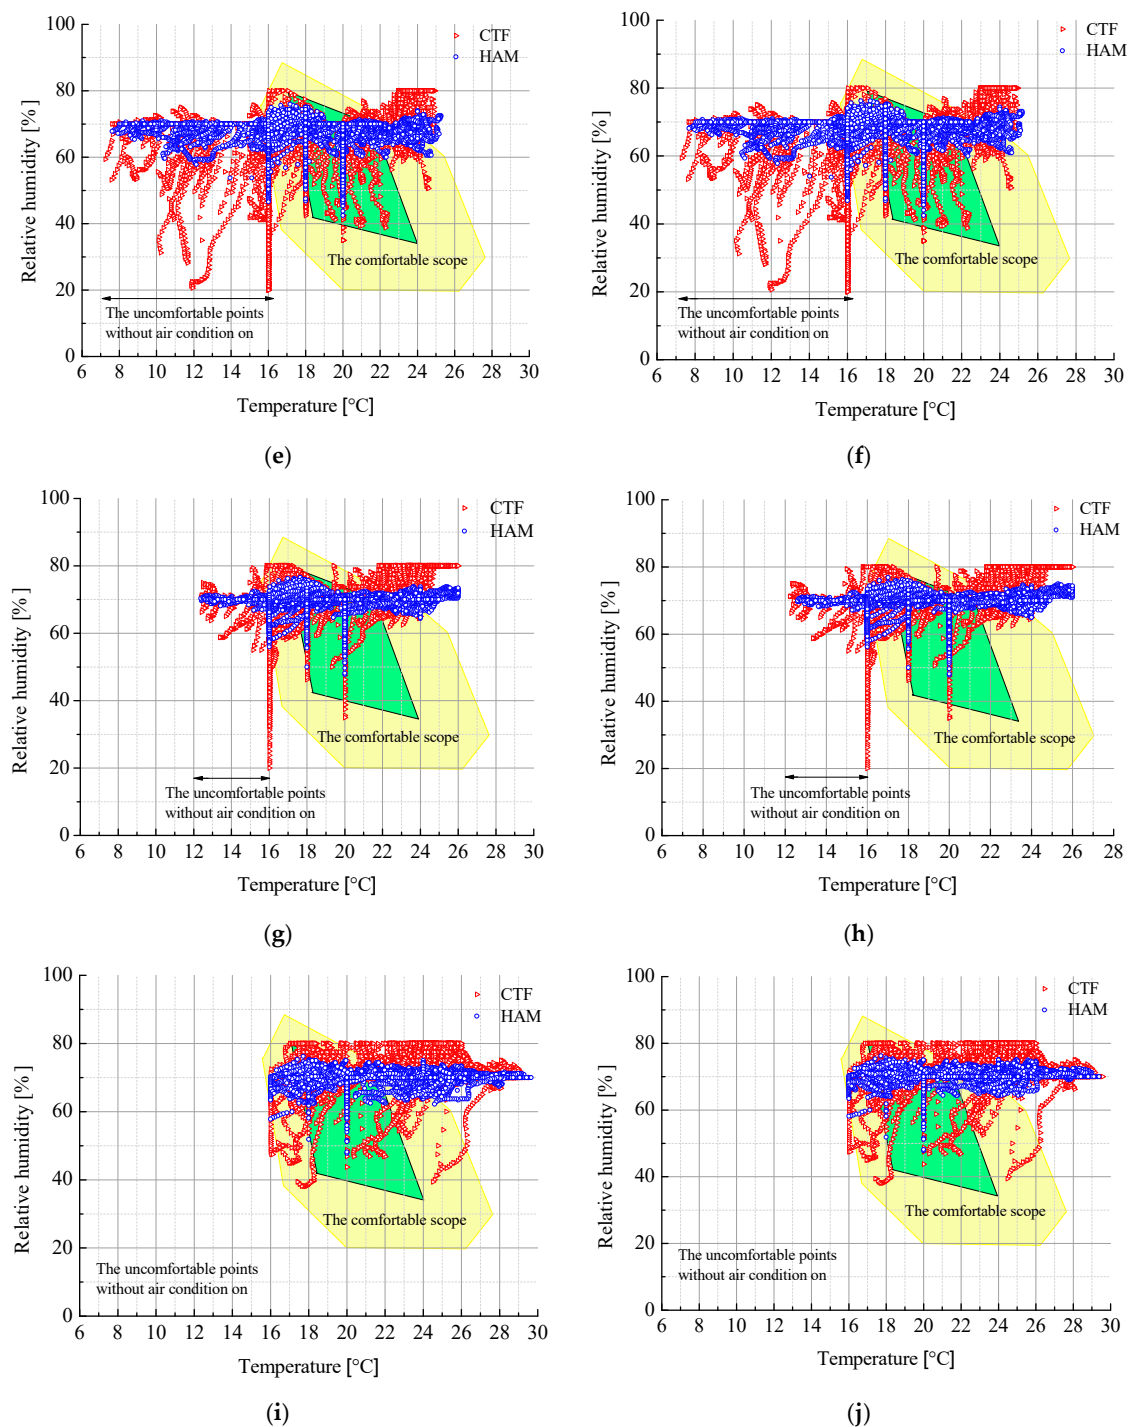 100
80
60
40
20
0
Relative humidity [%]
CTF
HAM
The comfortable scope
The uncomfortable points
without air condition on
6 8 10 12 14 16 18 20 22 24 26 28 30
Temperature [°C]
(e)
100
80
60
40
20
0
Relative humidity [%]
CTF
HAM
The comfortable scope
The uncomfortable points
without air condition on
6 8 10 12 14 16 18 20 22 24 26 28 30
Temperature [°C]
(f)
100
80
60
40
20
0
Relative humidity [%]
CTF
HAM
The comfortable scope
The uncomfortable points
without air condition on
6 8 10 12 14 16 18 20 22 24 26 28 30
Temperature [°C]
(g)
100
80
60
40
20
0
Relative humidity [%]
CTF
HAM
The comfortable scope
The uncomfortable points
without air condition on
6 8 10 12 14 16 18 20 22 24 26 28
Temperature [°C]
(h)
100
80
60
40
20
0
Relative humidity [%]
CTF
HAM
The comfortable scope
The uncomfortable points
without air condition on
6 8 10 12 14 16 18 20 22 24 26 28 30
Temperature [°C]
(i)
100
80
60
40
20
0
Relative humidity [%]
CTF
HAM
The comfortable scope
The uncomfortable points
without air condition on
6 8 10 12 14 16 18 20 22 24 26 28 30
Temperature [°C]
(j)